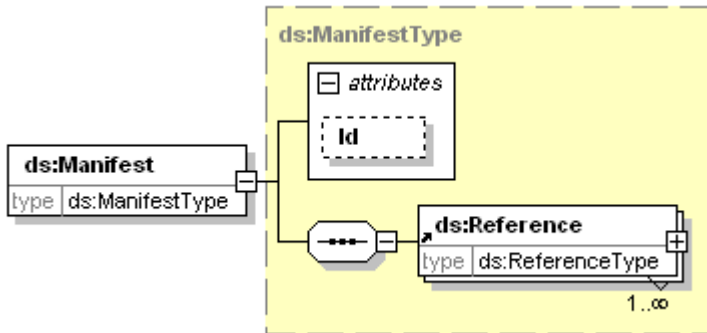 ds:ManifestType
attributes
Id
ds:Manifest
type ds:ManifestType
ds:Reference
type ds:ReferenceType
1..∞